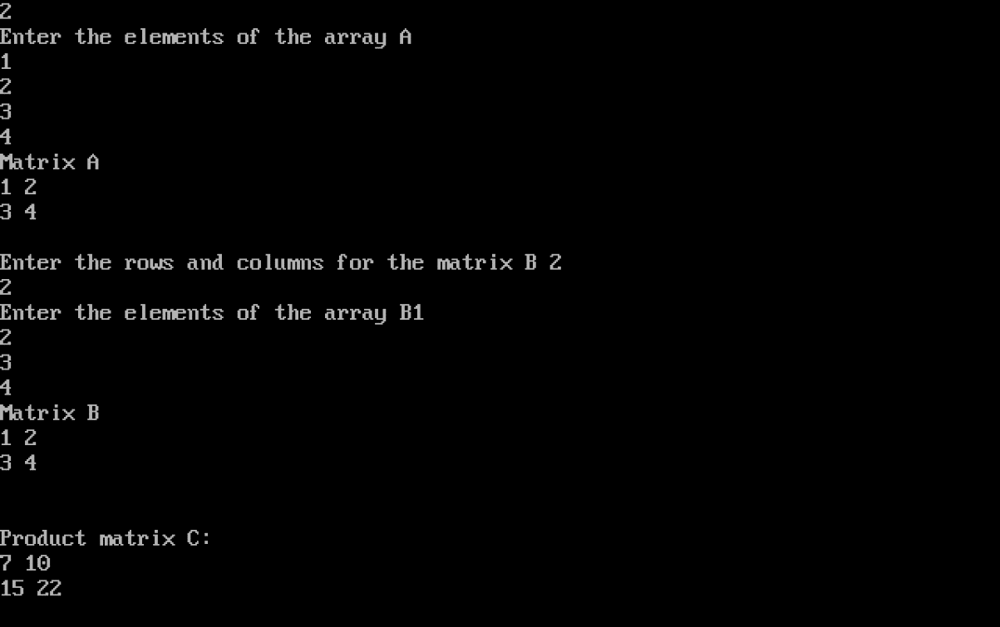 2
Enter the elements of the array A
1
2
3
4
Matrix A
1 2
3 4
Enter the rows and columns for the matrix B 2
2
Enter the elements of the array B1
2
3
4
Matrix B
1 2
3 4
Product matrix C:
7 10
15 22